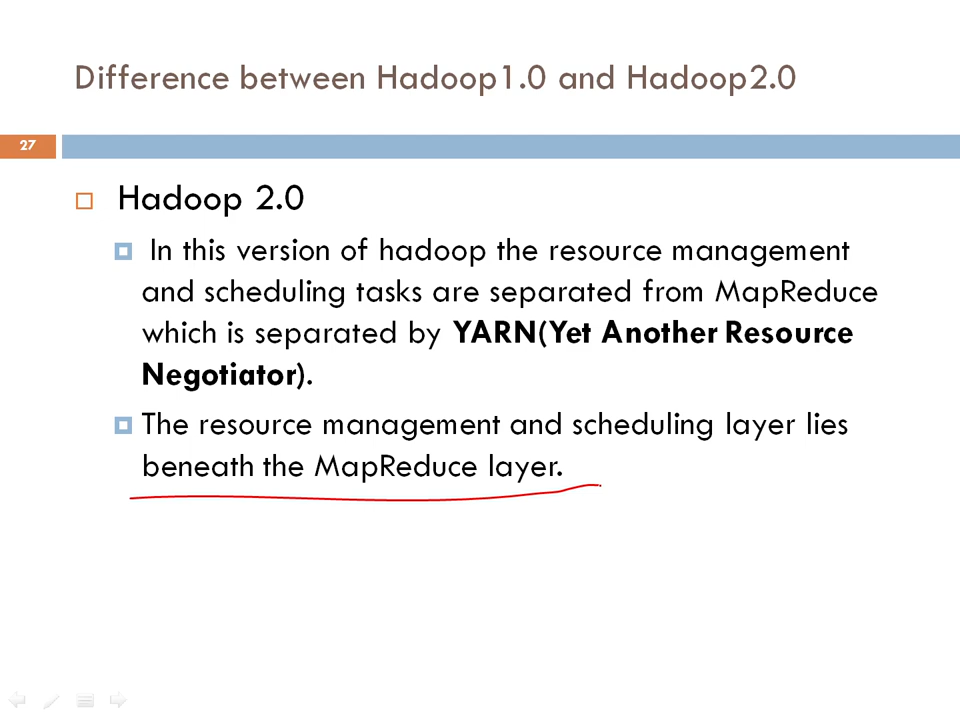 Difference between Hadoop1.0 and Hadoop2.0
27
Hadoop 2.0
In this version of hadoop the resource management
and scheduling tasks are separated from MapReduce
which is separated by YARN(Yet Another Resource
Negotiator).
The resource management and scheduling layer lies
beneath the MapReduce layer.